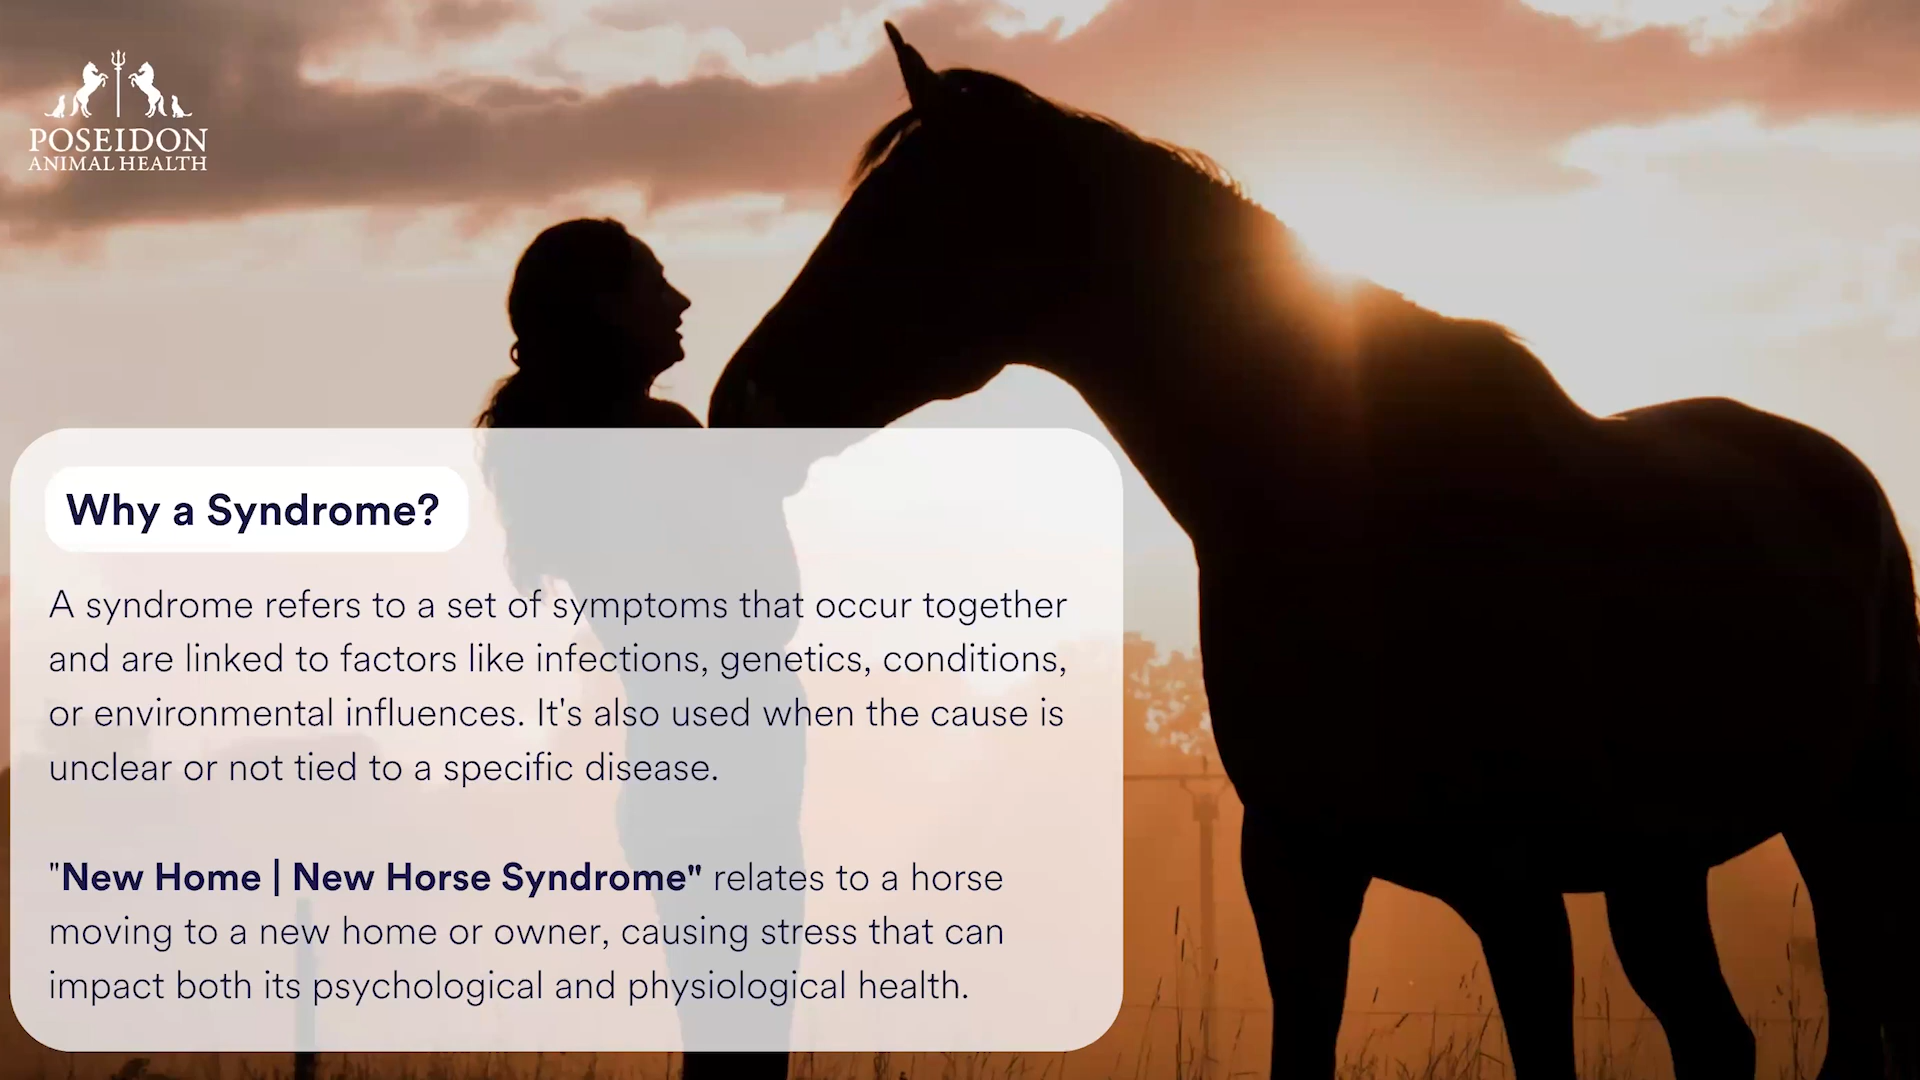 POSEIDON
ANIMAL HEALTH
Why a Syndrome?
A syndrome refers to a set of symptoms that occur together
and are linked to factors like infections, genetics, conditions,
or environmental influences. It's also used when the cause is
unclear or not tied to a specific disease.
"New Home | New Horse Syndrome" relates to a horse
moving to a new home or owner, causing stress that can
impact both its psychological and physiological health.